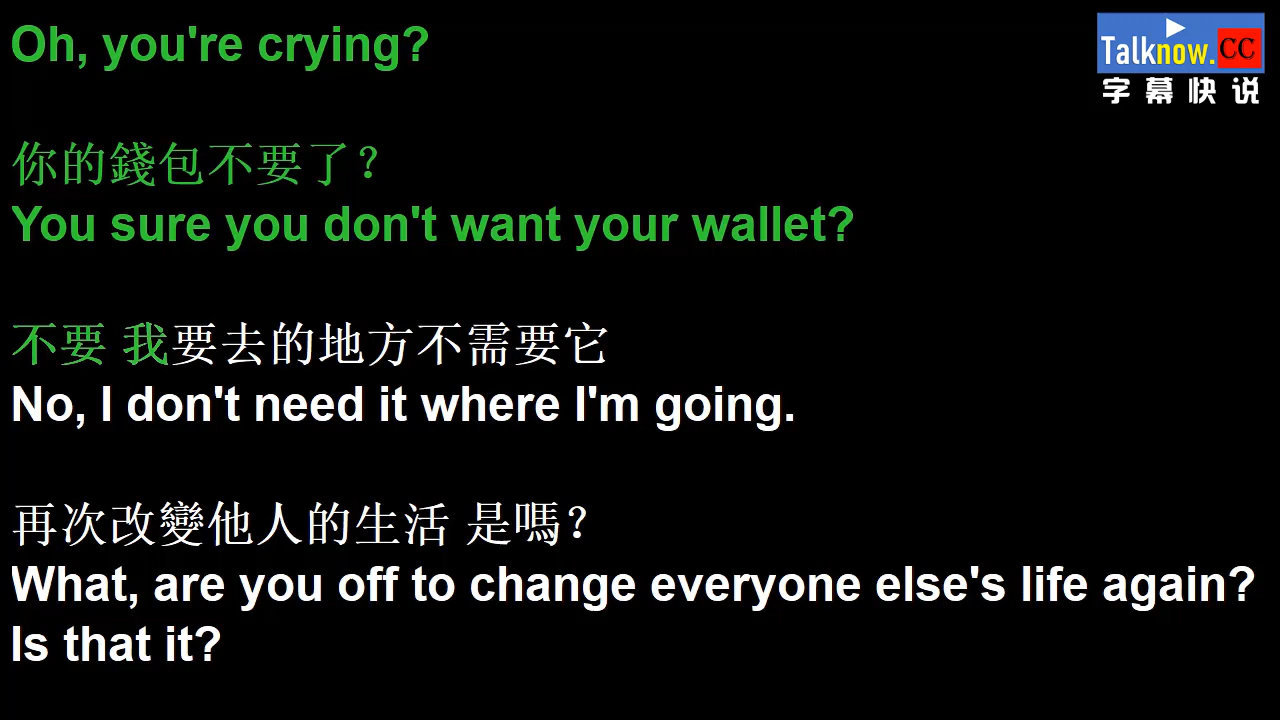 Oh, you're crying?
Talknow.CC
字幕快说
你的錢包不要了？
You sure you don't want your wallet?
不要 我要去的地方不需要它
No, I don't need it where I'm going.
再次改變他人的生活 是嗎？
What, are you off to change everyone else's life again?
Is that it?